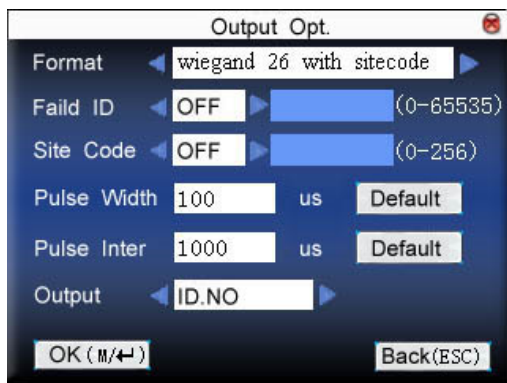 Output Opt.
Format wiegand 26 with sitecode
Faild ID OFF (0-65535)
Site Code OFF (0-256)
Pulse Width 100 us Default
Pulse Inter 1000 us Default
Output ID.NO
OK(M/↵) Back(ESC)